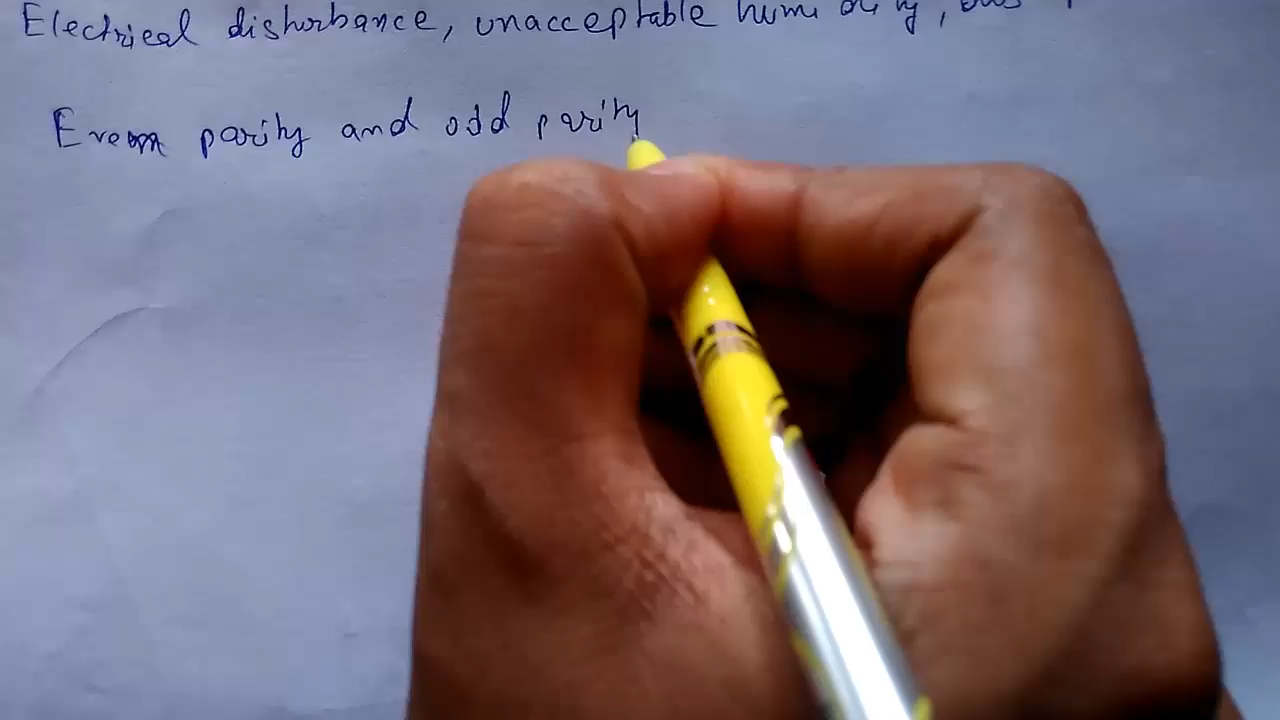 Electrical disturbance, unacceptable humidity,
Even parity and odd parity